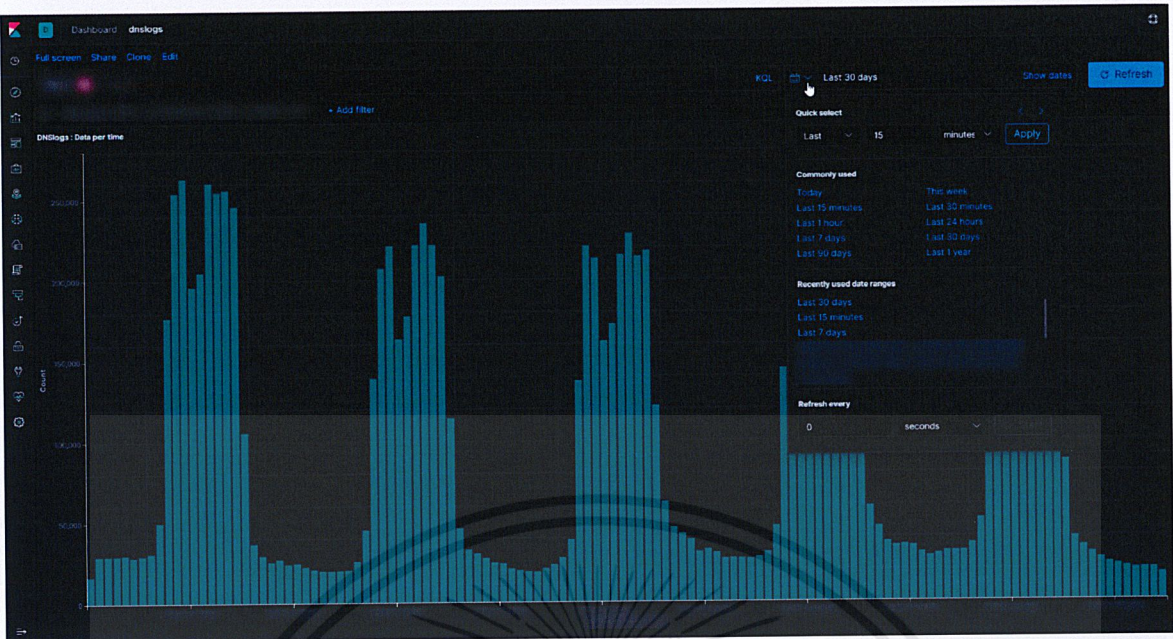 D Dashboard dnslogs
Full screen Share Clone Edit
KQL Last 30 days Show dates Refresh
+ Add filter
DNSlogs : Data per time
Quick select
Last 15 minutes Apply
Commonly used
Today This week
Last 15 minutes Last 30 minutes
Last 1 hour Last 24 hours
Last 7 days Last 30 days
Last 90 days Last 1 year
Recently used date ranges
Last 30 days
Last 15 minutes
Last 7 days
Refresh every
0 seconds
250,000
200,000
150,000
100,000
50,000
0
Count